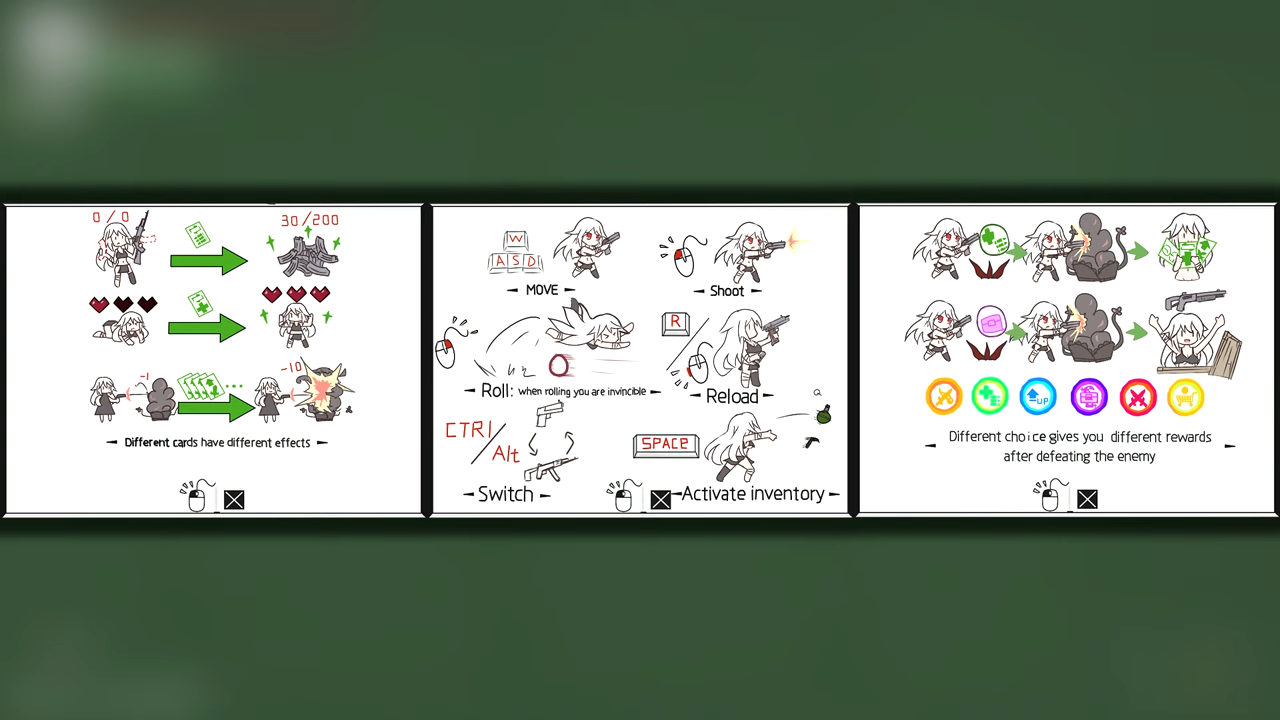 0/0
30/200
-1
-10
Different cards have different effects
W
A S D
MOVE
Shoot
R
Roll: when rolling you are invincible
Reload
CTRl/Alt
SPACE
Switch
Activate inventory
UP
Different choice gives you different rewards
after defeating the enemy